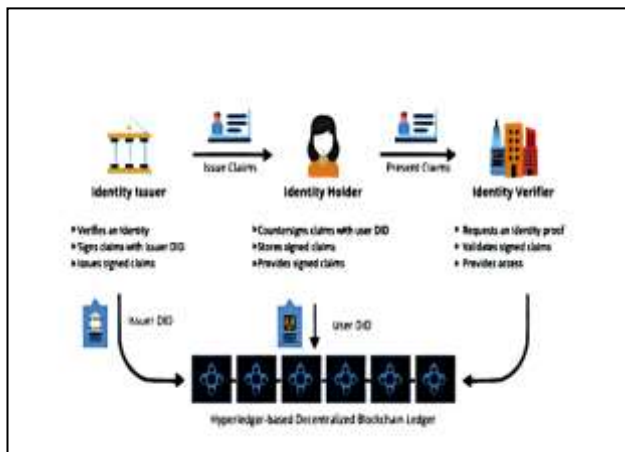 Issue Claims
Present Claims
Identity Issuer
Identity Holder
Identity Verifier
Verifies an Identity
Signs claims with Issuer DID
Issues signed claims
Countersigns claims with user DID
Stores signed claims
Provides signed claims
Requests an Identity proof
Validates signed claims
Provides access
Issuer DID
User DID
Hyperledger-based Decentralized Blockchain Ledger